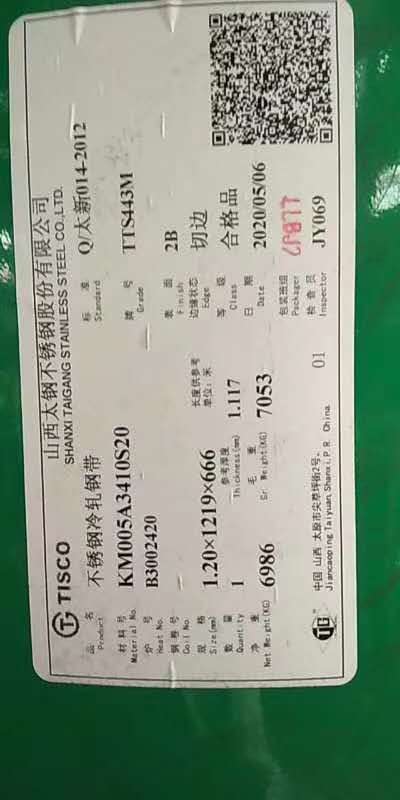 TISCO
山西太钢不锈钢股份有限公司
SHANXI TAIGANG STAINLESS STEEL CO.,LTD.
品 名 不锈钢冷轧钢带 标 准 Q/太新014-2012
Product Standard
材料号 KM005A3410S20 牌 号 TTS443M
Material No. Grade
炉 号 B3002420 表 面 2B
Heat No. Finish
钢卷号 长度供参考 边缘状态 切边
Coil No. 单位：米 Edge
规 格 1.20×1219×666 等 级 合格品
Size(mm) Class
数 量 1 参考厚度 1.117 日 期 2020/05/06
Quantity Thickness(mm) Date
净 重 6986 毛 重 7053 包装班组
Net Weight(KG) Gr. Weight(KG) Packager
检 查 员 JY069
Inspector
01
TG
中国 山西 太原市尖草坪街2号。
Jiancaoping Taiyuan, Shanxi, P.R. China